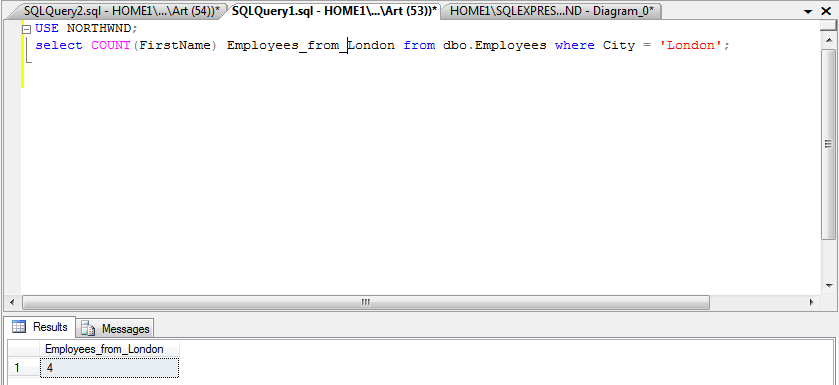 SQLQuery2.sql - HOME1\...\Art (54))* SQLQuery1.sql - HOME1\...\Art (53))* HOME1\SQLEXPRES...ND - Diagram_0*
USE NORTHWND;
select COUNT(FirstName) Employees_from_London from dbo.Employees where City = 'London';
Results Messages
Employees_from_London
1 4